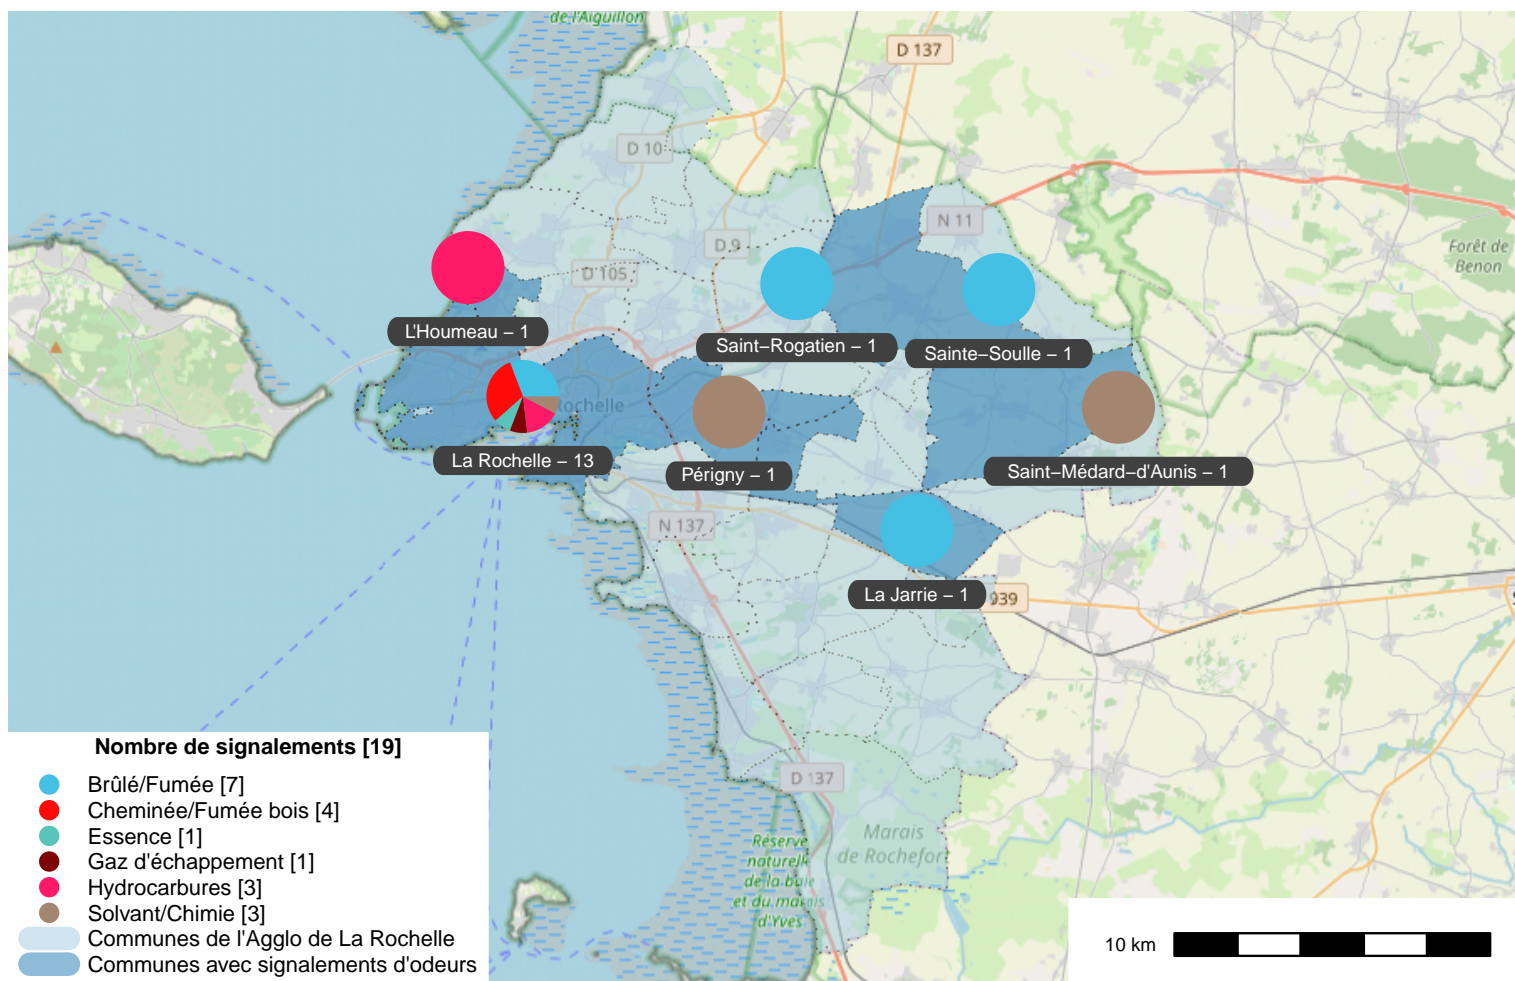 de l'Aiguillon
D 137
D 10
N 11
D 9
D 105
Forêt de
Benon
L'Houmeau – 1
Saint–Rogatien – 1
Sainte–Soulle – 1
ochelle
La Rochelle – 13
Périgny – 1
Saint–Médard–d'Aunis – 1
N 137
La Jarrie – 1
939
D 137
Marais
de Rochefort
Réserve
naturelle
de la baie
et du marais
d'Yves
Nombre de signalements [19]
Brûlé/Fumée [7]
Cheminée/Fumée bois [4]
Essence [1]
Gaz d'échappement [1]
Hydrocarbures [3]
Solvant/Chimie [3]
Communes de l'Agglo de La Rochelle
Communes avec signalements d'odeurs
10 km